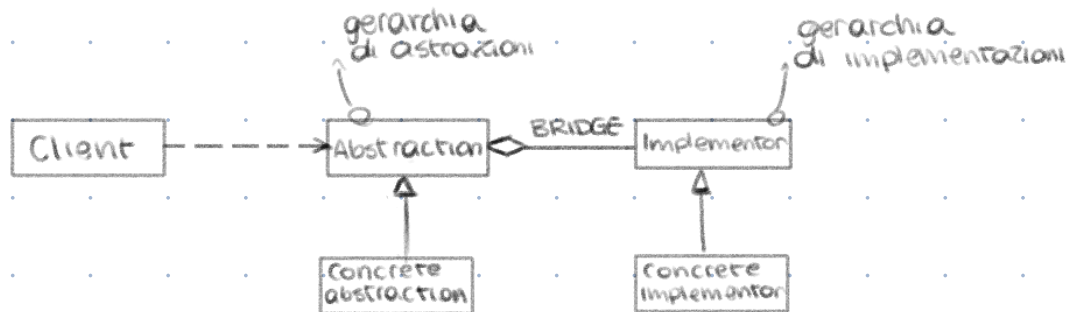 gerarchia
di astrazioni
gerarchia
di implementazioni
Client
Abstraction
BRIDGE
Implementor
Concrete
abstraction
Concrete
implementor